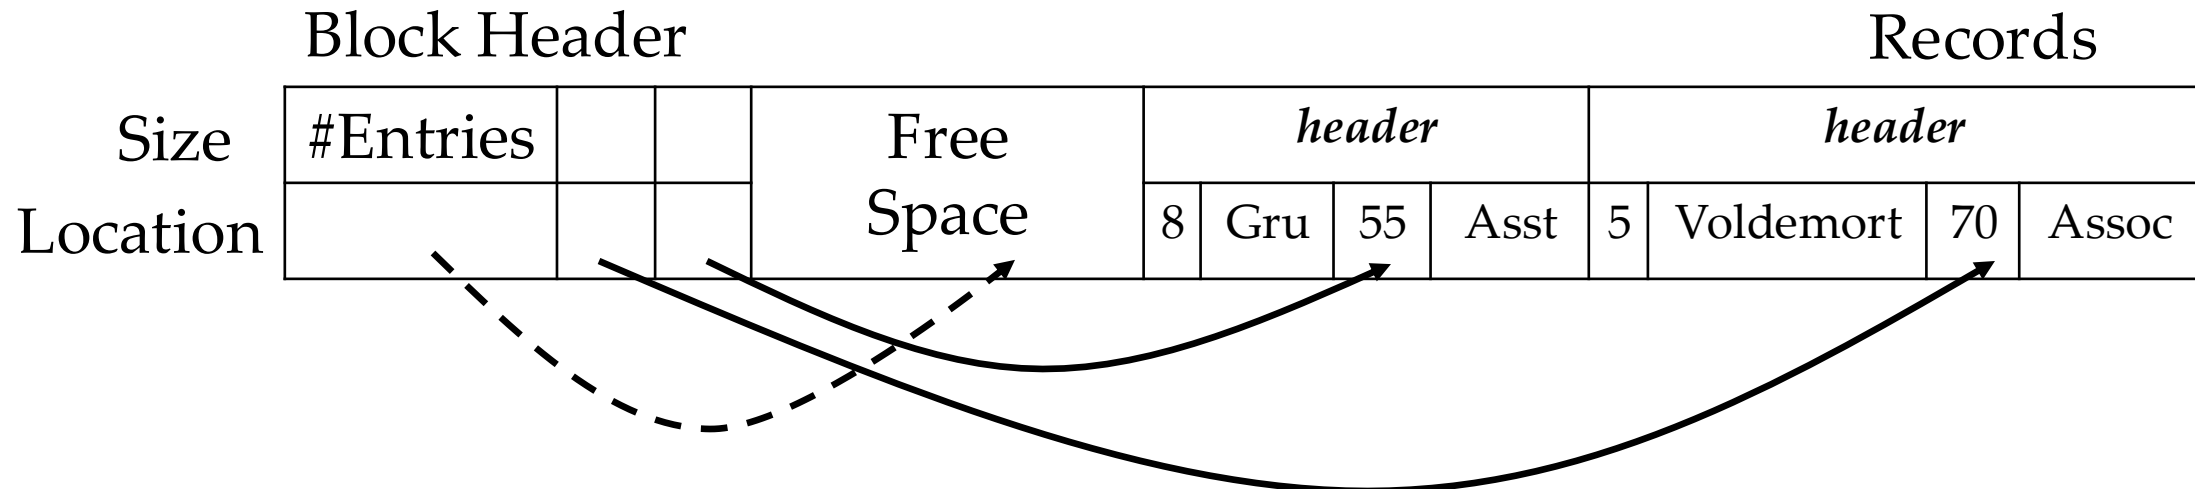 Block Header
Records
Size
#Entries
Free
Space
header
header
Location
8 Gru 55 Asst 5 Voldemort 70 Assoc